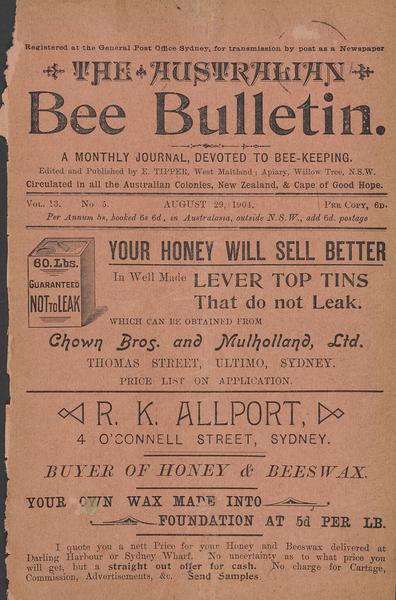 Registered at the General Post Office Sydney, for transmission by post as a Newspaper
THE AUSTRALIAN
Bee Bulletin.
A MONTHLY JOURNAL, DEVOTED TO BEE-KEEPING.
Edited and Published by E. TIPPER, West Maitland; Apiary, Willow Tree, N.S.W.
Circulated in all the Australian Colonies, New Zealand, & Cape of Good Hope.
VOL. 13. No 5. AUGUST 29, 1904. PER COPY, 6D.
Per Annum 5s, booked 6s 6d, in Australasia, outside N.S.W., add 6d. postage
60.Lbs.
GUARANTEED
NOT to LEAK
YOUR HONEY WILL SELL BETTER
In Well Made LEVER TOP TINS
That do not Leak.
WHICH CAN BE OBTAINED FROM
Chown Bros. and Mulholland, Ltd.
THOMAS STREET, ULTIMO, SYDNEY.
PRICE LIST ON APPLICATION.
R. K. ALLPORT,
4 O'CONNELL STREET, SYDNEY.
BUYER OF HONEY & BEESWAX.
YOUR OWN WAX MADE INTO
FOUNDATION AT 5d PER LB.
I quote you a nett Price for your Honey and Beeswax delivered at
Darling Harbour or Sydney Wharf. No uncertainty as to what price you
will get, but a straight out offer for cash. No charge for Cartage,
Commission, Advertisements, &c. Send Samples